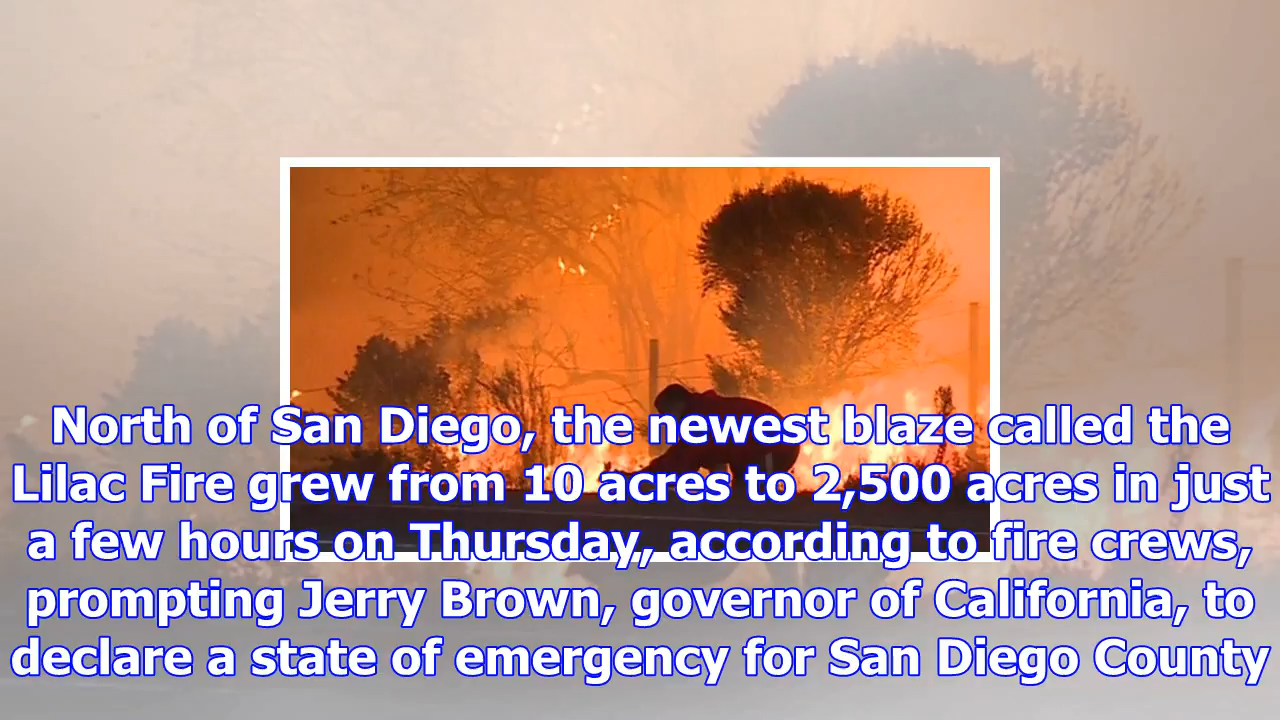 North of San Diego, the newest blaze called the
Lilac Fire grew from 10 acres to 2,500 acres in just
a few hours on Thursday, according to fire crews,
prompting Jerry Brown, governor of California, to
declare a state of emergency for San Diego County